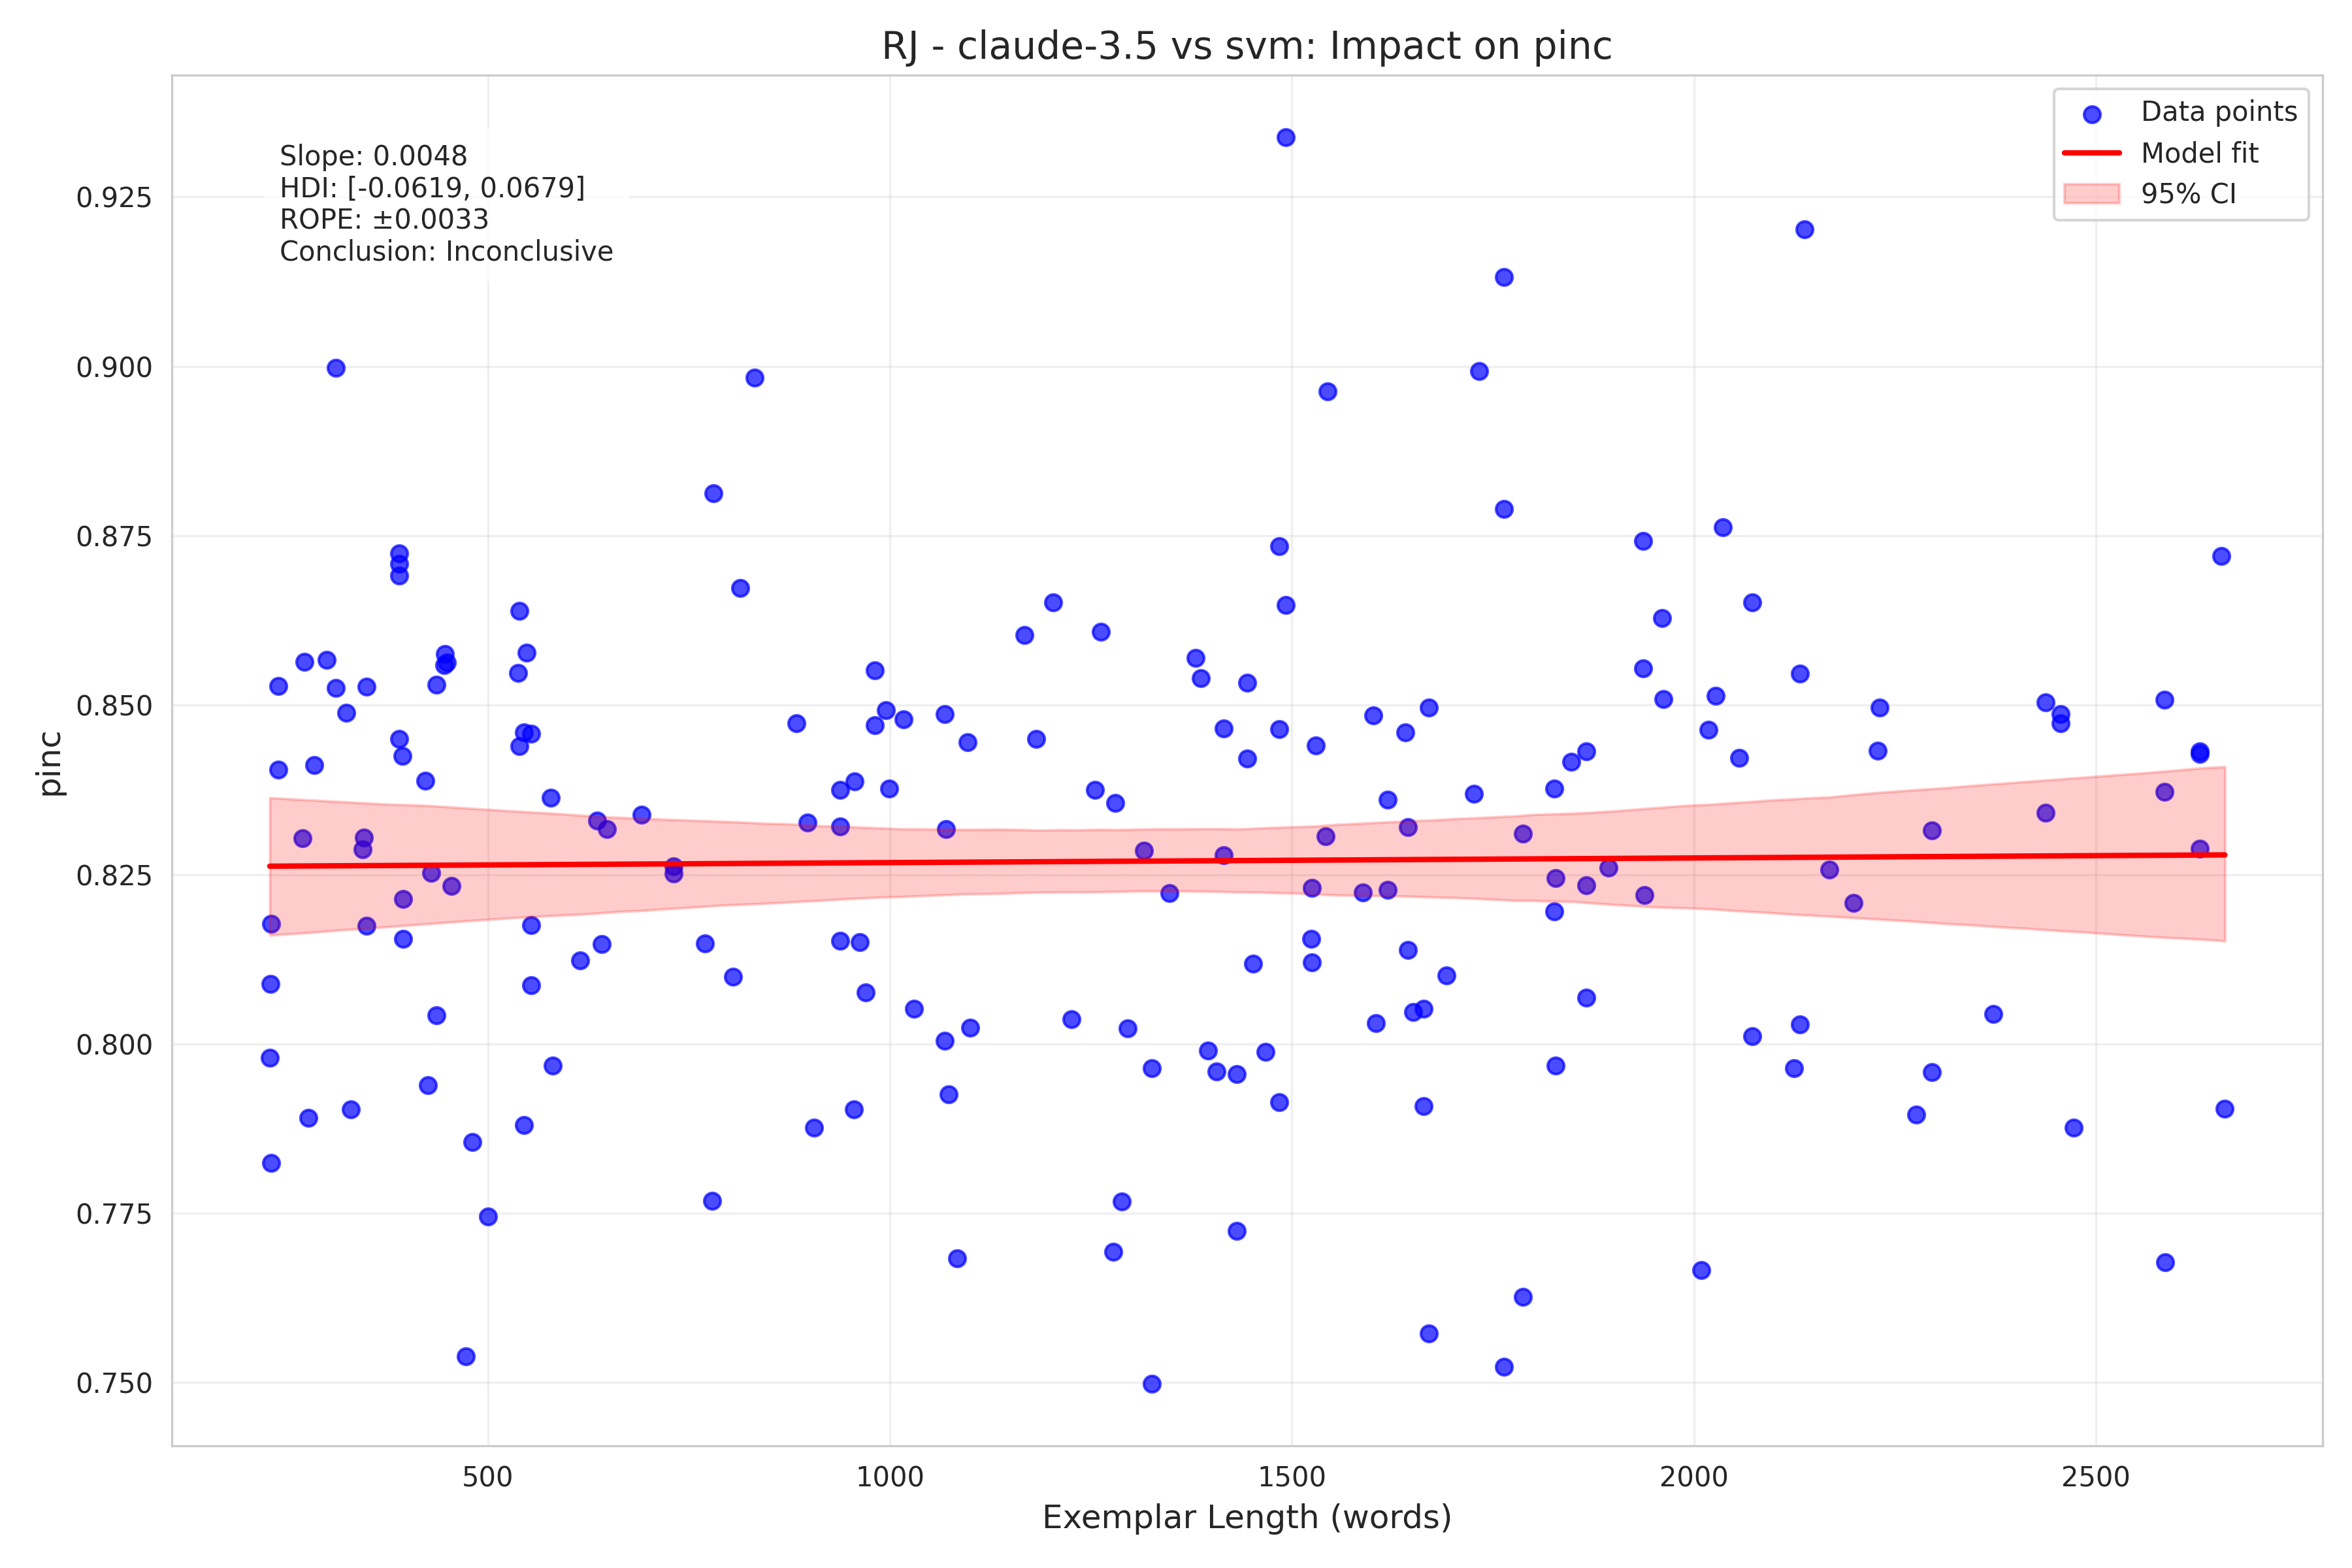 RJ - claude-3.5 vs svm: Impact on pinc
Slope: 0.0048
HDI: [-0.0619, 0.0679]
ROPE: ±0.0033
Conclusion: Inconclusive
Data points
Model fit
95% CI
pinc
0.925
0.900
0.875
0.850
0.825
0.800
0.775
0.750
500 1000 1500 2000 2500
Exemplar Length (words)